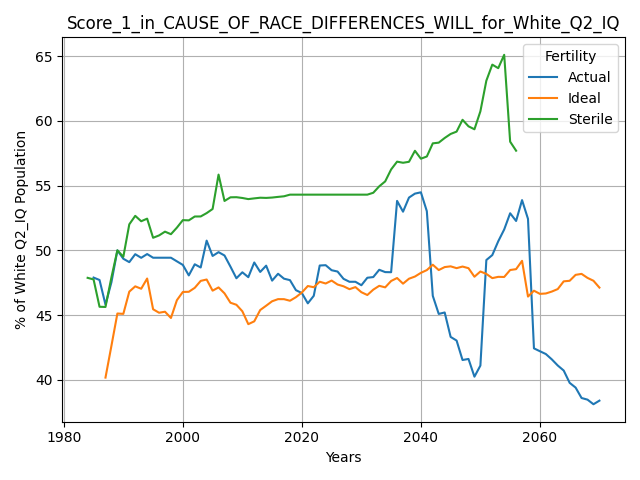 Score_1_in_CAUSE_OF_RACE_DIFFERENCES_WILL_for_White_Q2_IQ
Fertility
Actual
Ideal
Sterile
% of White Q2_IQ Population
65
60
55
50
45
40
1980
2000
2020
2040
2060
Years